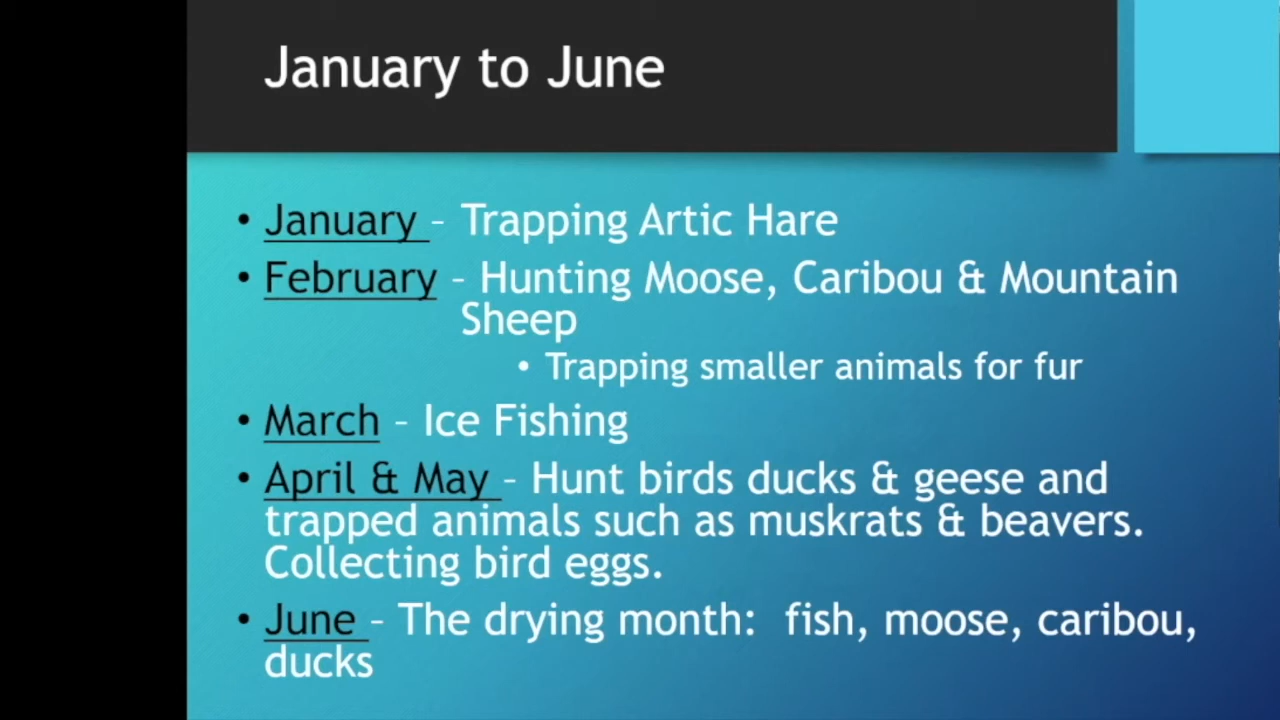 January to June
• January – Trapping Artic Hare
• February – Hunting Moose, Caribou & Mountain
Sheep
• Trapping smaller animals for fur
• March – Ice Fishing
• April & May – Hunt birds ducks & geese and
trapped animals such as muskrats & beavers.
Collecting bird eggs.
• June – The drying month:  fish, moose, caribou,
ducks